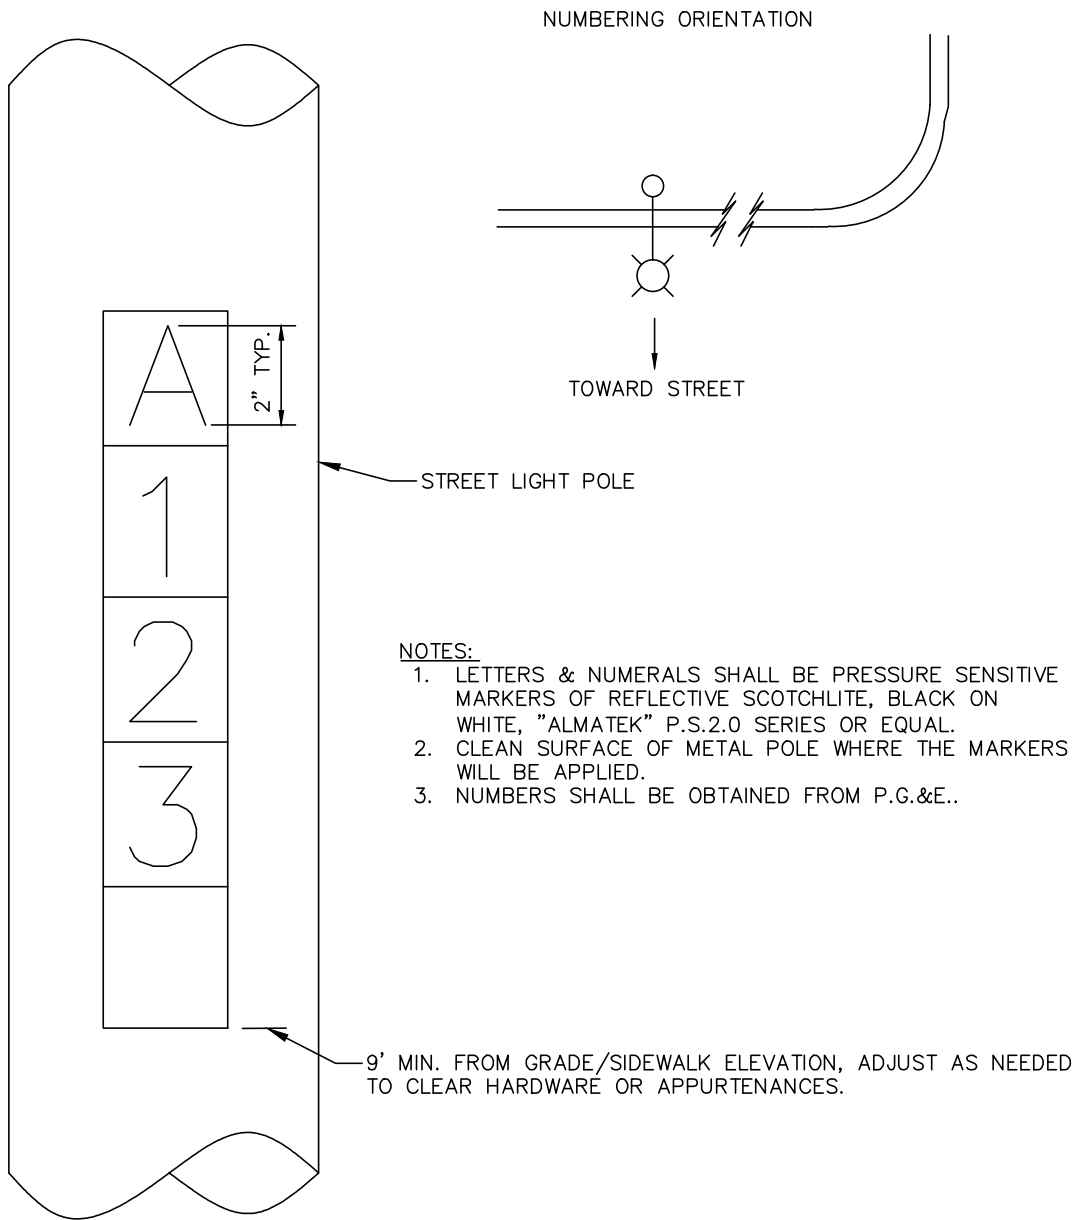 NUMBERING ORIENTATION
A
2" TYP.
TOWARD STREET
STREET LIGHT POLE
1
2
3
NOTES:
1. LETTERS & NUMERALS SHALL BE PRESSURE SENSITIVE
MARKERS OF REFLECTIVE SCOTCHLITE, BLACK ON
WHITE, "ALMATEK" P.S.2.0 SERIES OR EQUAL.
2. CLEAN SURFACE OF METAL POLE WHERE THE MARKERS
WILL BE APPLIED.
3. NUMBERS SHALL BE OBTAINED FROM P.G.&E..
9' MIN. FROM GRADE/SIDEWALK ELEVATION, ADJUST AS NEEDED
TO CLEAR HARDWARE OR APPURTENANCES.